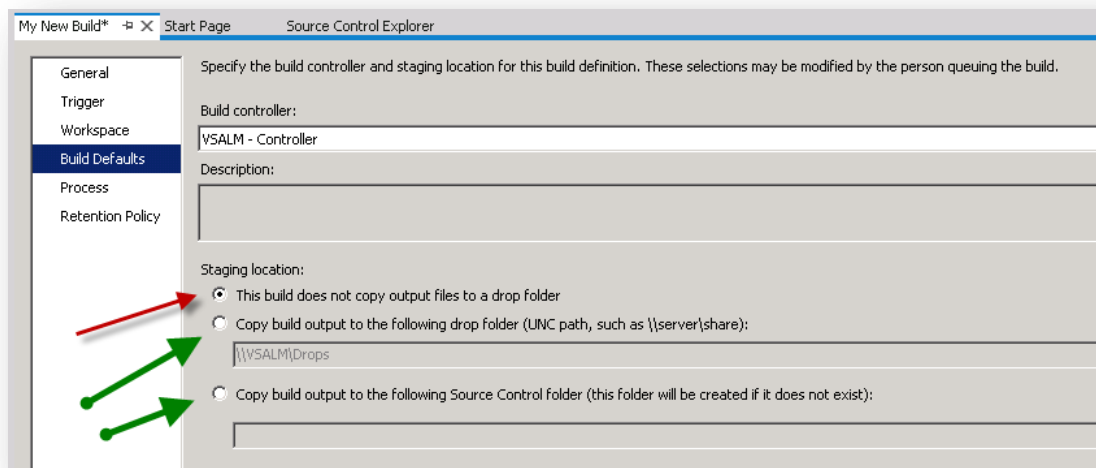 My New Build* Start Page Source Control Explorer
General
Trigger
Workspace
Build Defaults
Process
Retention Policy
Specify the build controller and staging location for this build definition. These selections may be modified by the person queuing the build.
Build controller:
VSALM - Controller
Description:
Staging location:
This build does not copy output files to a drop folder
Copy build output to the following drop folder (UNC path, such as \\server\share):
\\VSALM\Drops
Copy build output to the following Source Control folder (this folder will be created if it does not exist):